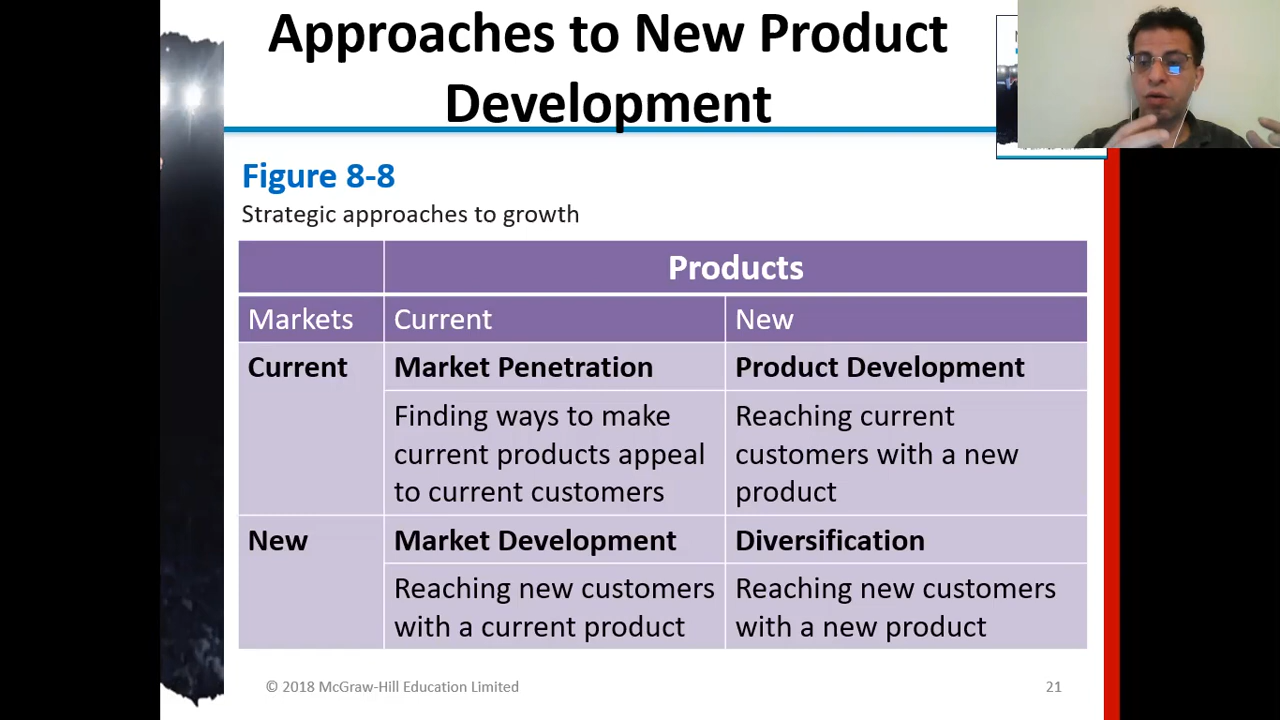 Approaches to New Product
Development
Figure 8-8
Strategic approaches to growth
Products
Markets Current New
Current Market Penetration Product Development
Finding ways to make Reaching current
current products appeal customers with a new
to current customers product
New Market Development Diversification
Reaching new customers Reaching new customers
with a current product with a new product
© 2018 McGraw-Hill Education Limited 21